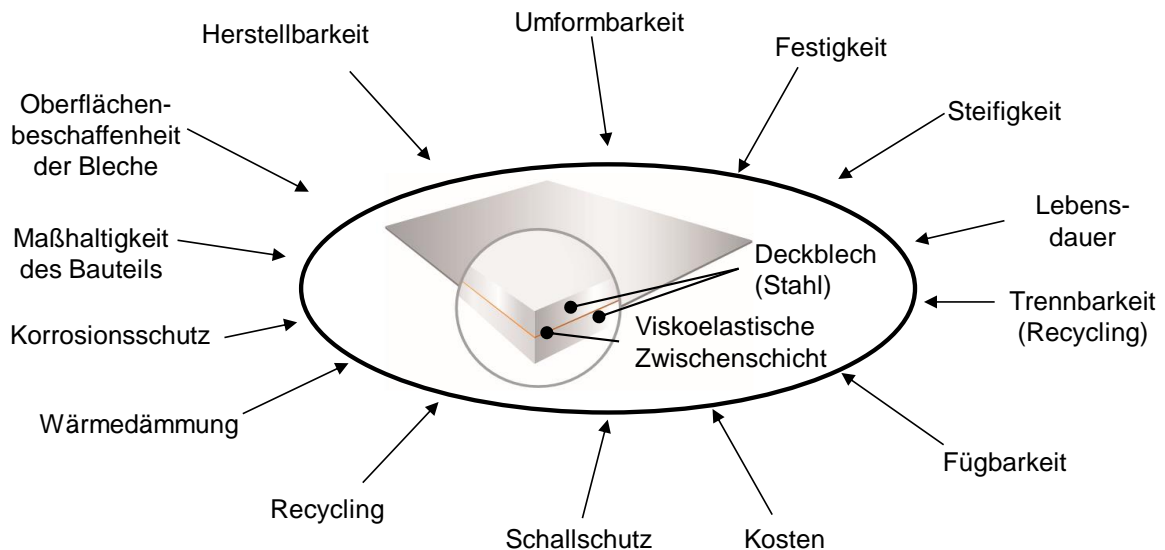 Umformbarkeit
Herstellbarkeit
Festigkeit
Oberflächen-
beschaffenheit
der Bleche
Steifigkeit
Maßhaltigkeit
des Bauteils
Lebens-
dauer
Deckblech
(Stahl)
Viskoelastische
Zwischenschicht
Trennbarkeit
(Recycling)
Korrosionsschutz
Wärmedämmung
Fügbarkeit
Recycling
Schallschutz
Kosten